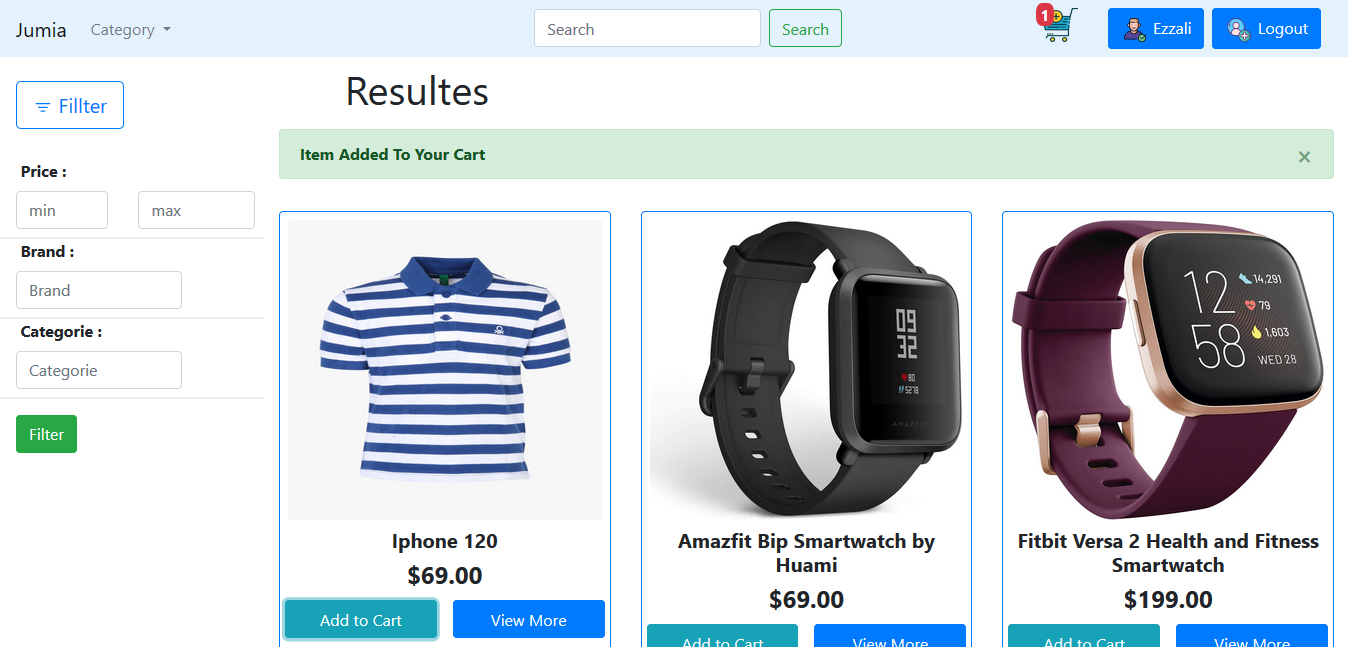 Jumia
Category
Search
Search
1
Ezzali
Logout
Fillter
Resultes
Item Added To Your Cart
×
Price :
min
max
Brand :
Brand
Categorie :
Categorie
Filter
09
32
80
5278
AMAZFIT
12
58
14,291
79
1,603
WED 28
Iphone 120
$69.00
Add to Cart
View More
Amazfit Bip Smartwatch by
Huami
$69.00
Add to Cart
View More
Fitbit Versa 2 Health and Fitness
Smartwatch
$199.00
Add to Cart
View More